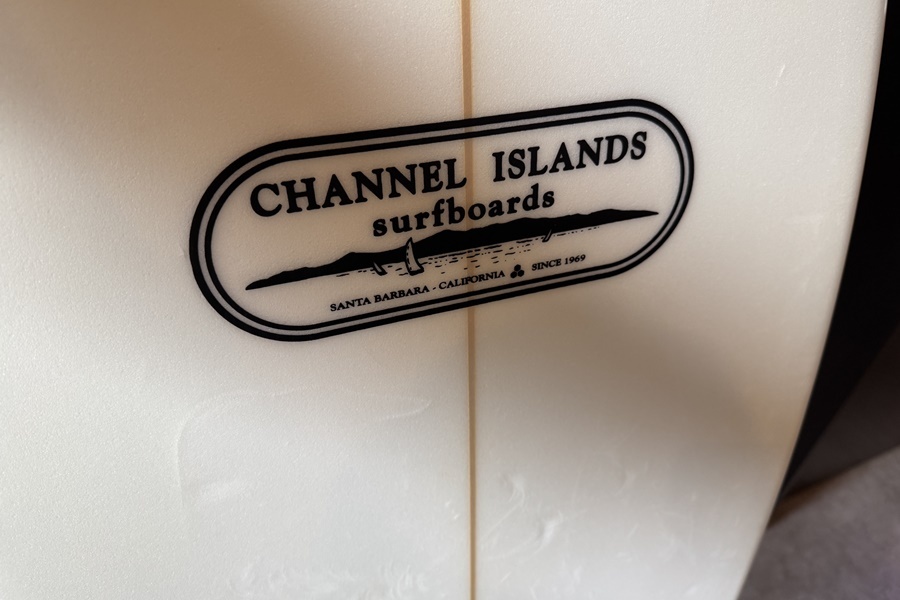 CHANNEL ISLANDS
surfboards
SANTA BARBARA - CALIFORNIA SINCE 1969